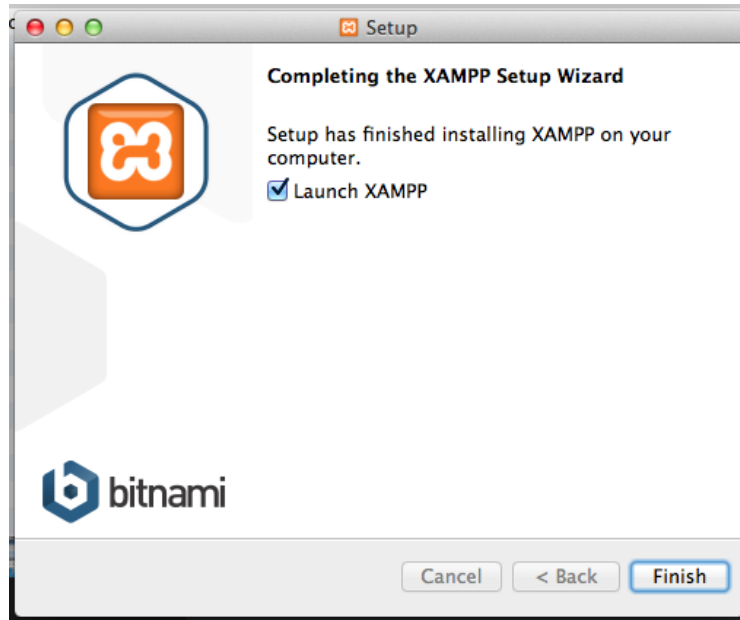 Setup
Completing the XAMPP Setup Wizard
Setup has finished installing XAMPP on your
computer.
Launch XAMPP
bitnami
Cancel
< Back
Finish